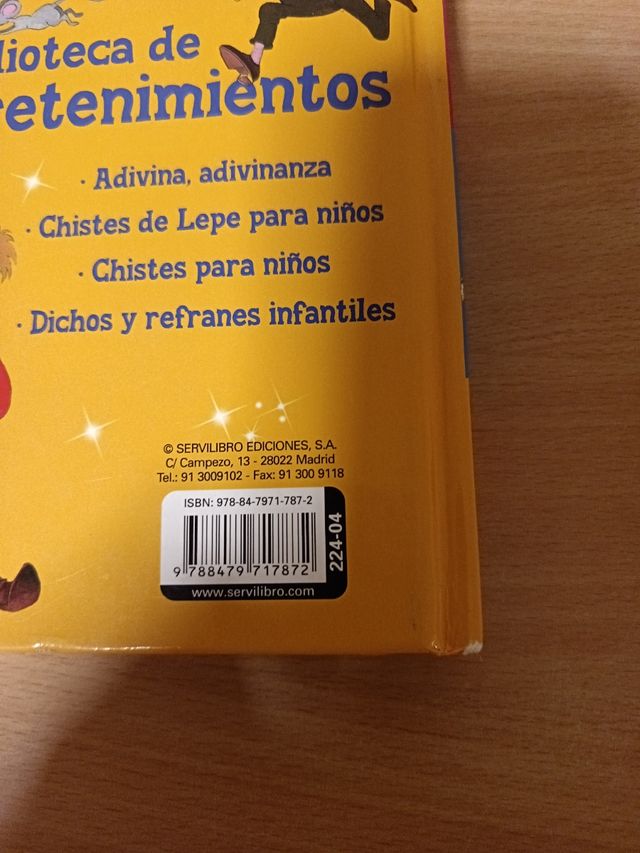 lioteca de
retenimientos
· Adivina, adivinanza
· Chistes de Lepe para niños
· Chistes para niños
· Dichos y refranes infantiles
© SERVILIBRO EDICIONES, S.A.
C/ Campezo, 13 - 28022 Madrid
Tel.: 91 3009102 - Fax: 91 300 9118
ISBN: 978-84-7971-787-2
9 788479 717872
224-04
www.servilibro.com